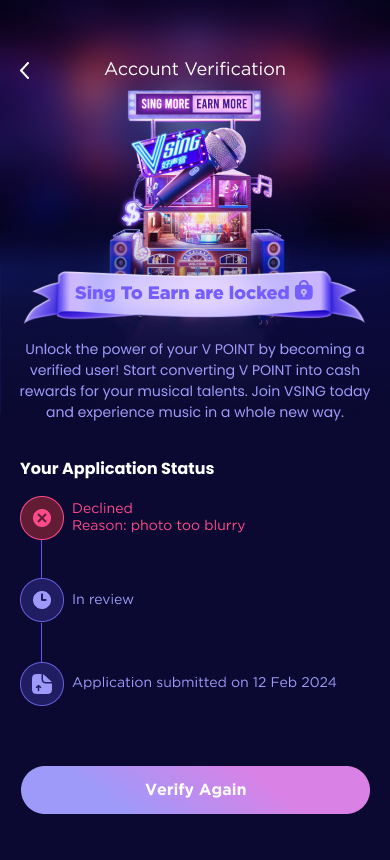 Account Verification
SING MORE EARN MORE
VSING
好声音
$
Sing To Earn are locked
Unlock the power of your V POINT by becoming a
verified user! Start converting V POINT into cash
rewards for your musical talents. Join VSING today
and experience music in a whole new way.
Your Application Status
Declined
Reason: photo too blurry
In review
Application submitted on 12 Feb 2024
Verify Again